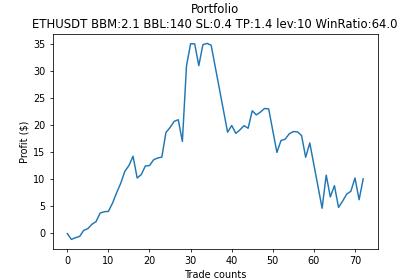 Portfolio
ETHUSDT BBM:2.1 BBL:140 SL:0.4 TP:1.4 lev:10 WinRatio:64.0
35
30
25
20
15
10
5
0
Profit ($)
0 10 20 30 40 50 60 70
Trade counts